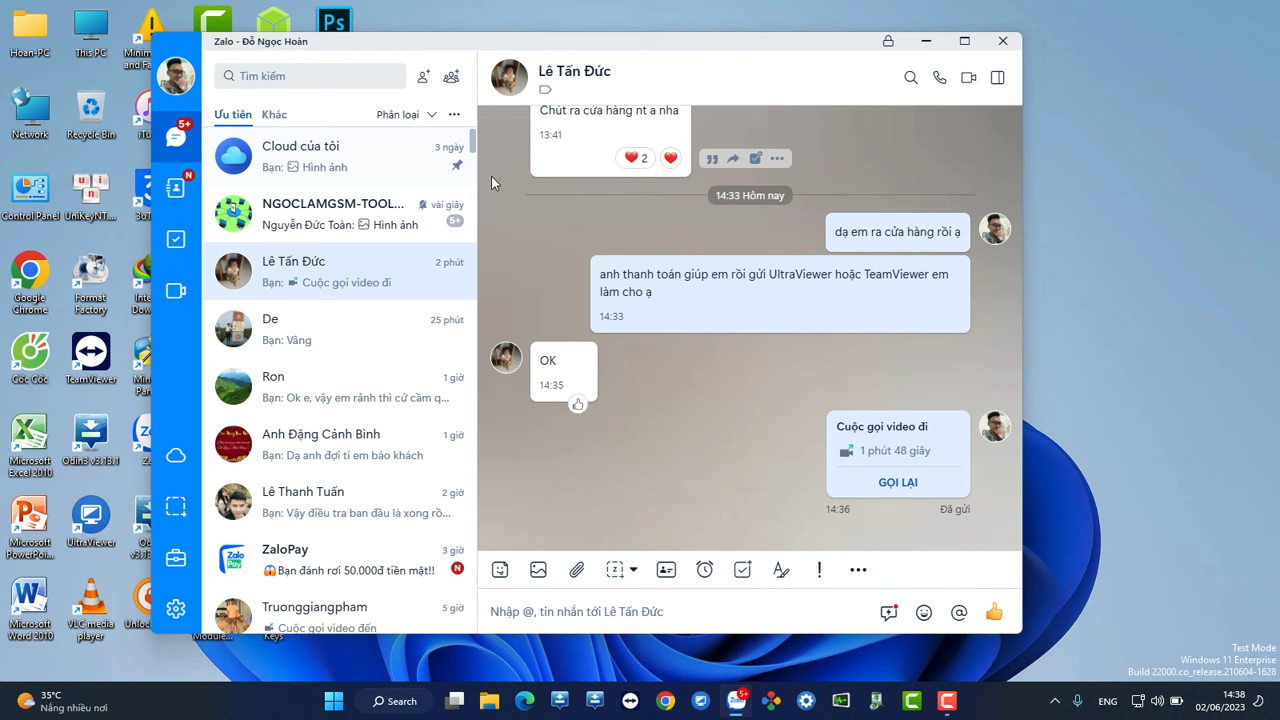 Hoan-PC
This PC
Zalo - Đỗ Ngọc Hoàn
Tìm kiếm
Ưu tiên
Khác
Phân loại
Cloud của tôi
3 ngày
Bạn: Hình ảnh
NGOCLAMGSM-TOOL...
vài giây
Nguyễn Đức Toàn: Hình ảnh
5+
Lê Tấn Đức
2 phút
Bạn: Cuộc gọi video đi
De
25 phút
Bạn: Vâng
Ron
1 giờ
Bạn: Ok e, vậy em rảnh thì cứ cầm q...
Anh Đặng Cảnh Bình
1 giờ
Bạn: Dạ anh đợi tí em báo khách
Lê Thanh Tuấn
2 giờ
Bạn: Vậy điều tra ban đầu là xong rồ...
ZaloPay
3 giờ
Bạn đánh rơi 50.000đ tiền mặt!!
N
Truonggiangpham
5 giờ
Cuộc gọi video đến
5+
N
Lê Tấn Đức
Chút ra cửa hàng nt a nha
13:41
2
14:33 Hôm nay
dạ em ra cửa hàng rồi ạ
anh thanh toán giúp em rồi gửi UltraViewer hoặc TeamViewer em
làm cho ạ
14:33
OK
14:35
Cuộc gọi video đi
1 phút 48 giây
GỌI LẠI
14:36
Đã gửi
Nhập @, tin nhắn tới Lê Tấn Đức
Network
Recycle Bin
Control Panel
UniKeyNT....
Google
Chrome
Format
Factory
Cốc Cốc
TeamViewer
Microsoft
Excel 2010
Odin3 v3.13.1
Microsoft
PowerPoi...
UltraViewer
Microsoft
Word 2010
VLC media
player
Keys
Ps
Zalo
Pay
Test Mode
Windows 11 Enterprise
Build 22000.co_release.210604-1628
35°C
Nắng nhiều nơi
Search
5+
ENG
14:38
02/06/2023